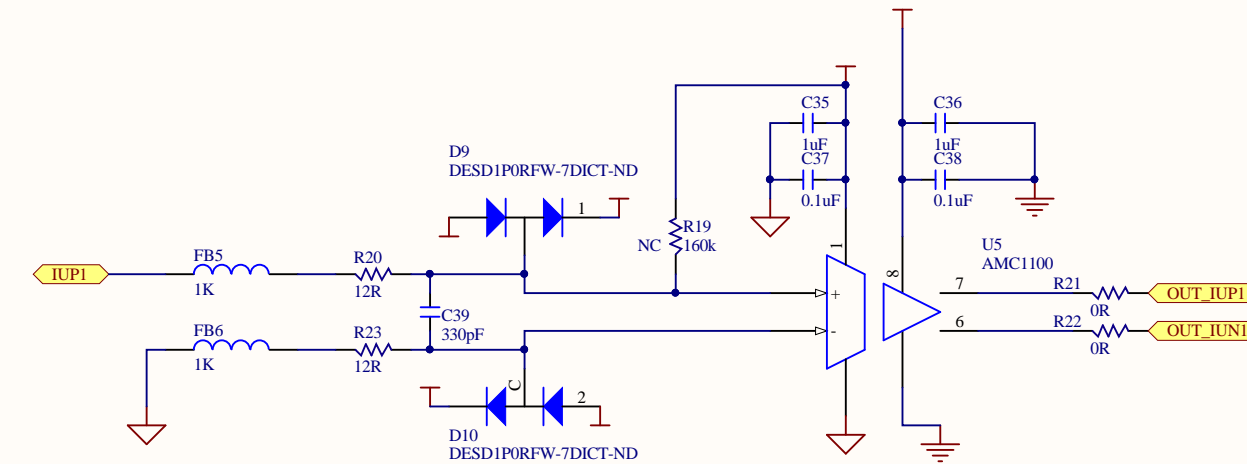 C35
1uF
C37
0.1uF
C36
1uF
C38
0.1uF
D9
DESD1P0RFW-7DICT-ND
1
R19
NC 160k
1
8
U5
AMC1100
IUP1
FB5
1K
R20
12R
C39
330pF
+
-
7
R21
0R
OUT_IUP1
6
R22
0R
OUT_IUN1
FB6
1K
R23
12R
C
2
D10
DESD1P0RFW-7DICT-ND